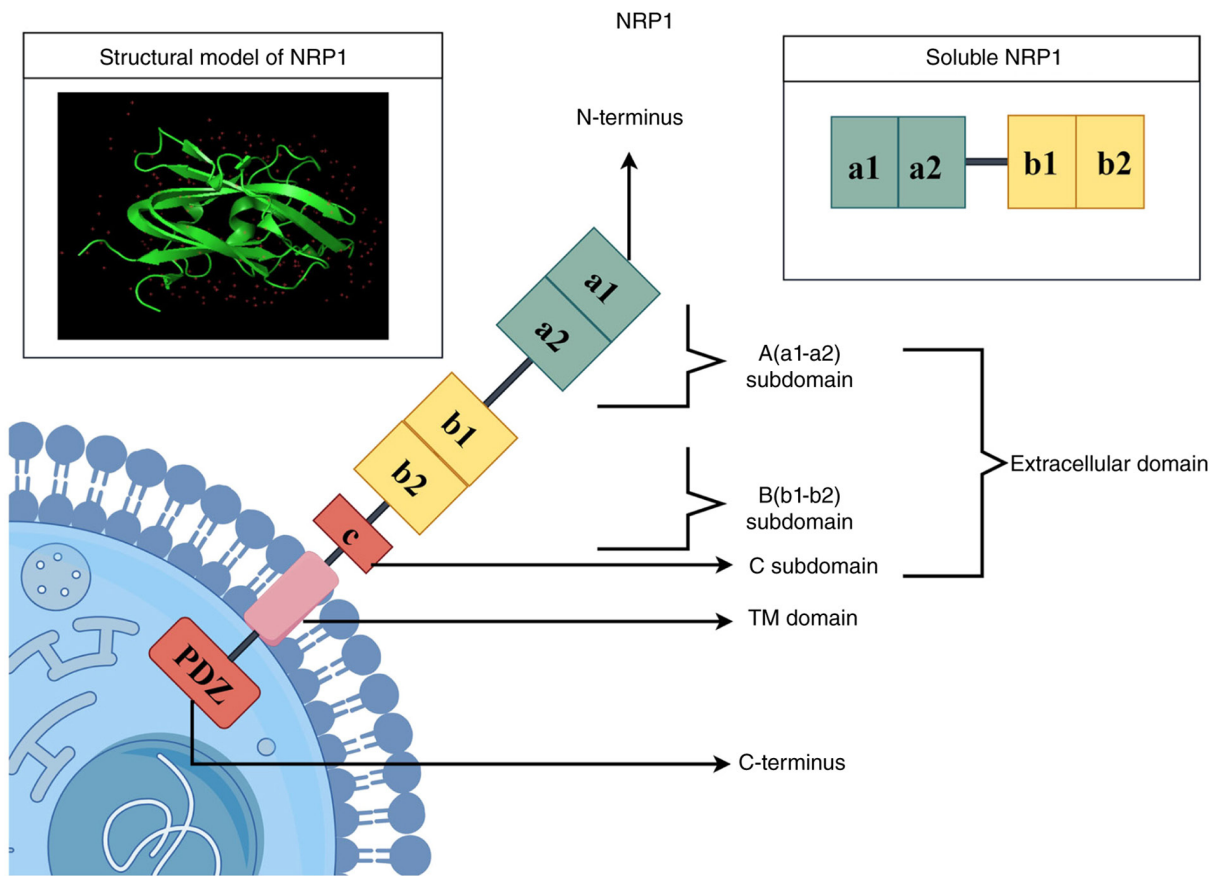 NRP1
Structural model of NRP1
Soluble NRP1
a1 a2 b1 b2
N-terminus
a1
a2
b1
b2
c
PDZ
A(a1-a2)
subdomain
B(b1-b2)
subdomain
C subdomain
Extracellular domain
TM domain
C-terminus